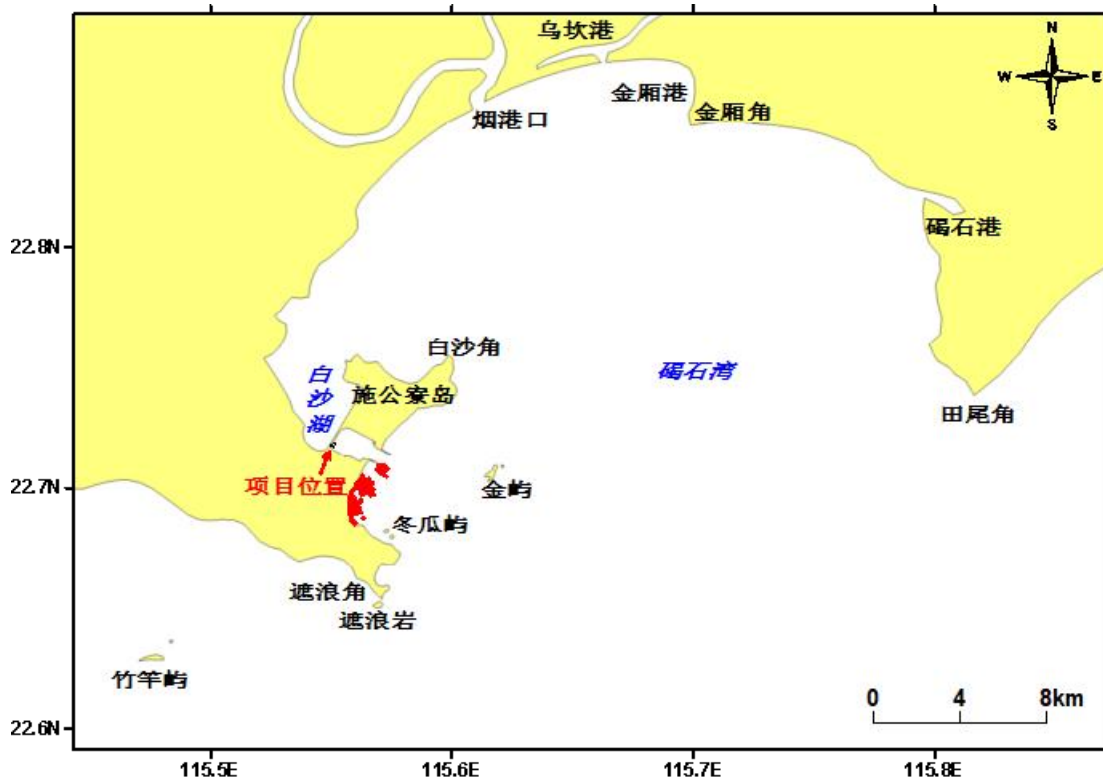 乌坎港
N
W
E
S
金厢港
金厢角
烟港口
碣石港
22.8N
白沙角
白沙湖
碣石湾
施公寮岛
田尾角
项目位置
22.7N
金屿
冬瓜屿
遮浪角
遮浪岩
竹竿屿
0 4 8km
22.6N
115.5E 115.6E 115.7E 115.8E